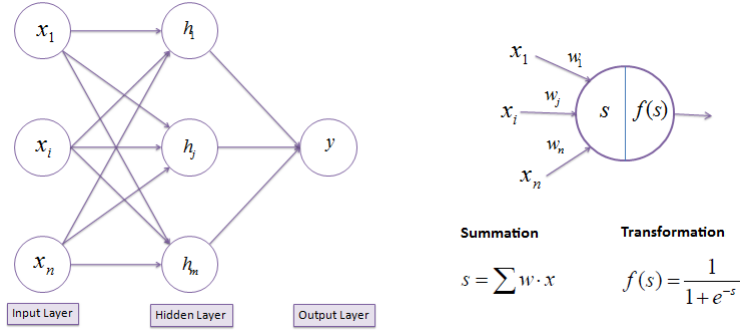 x₁
h₁
xᵢ
hⱼ
y
xₙ
hₘ
Input Layer
Hidden Layer
Output Layer
x₁
w₁
xᵢ
wⱼ
s
f(s)
wₙ
xₙ
Summation
Transformation
s = ∑ w · x
f(s) = 1 / 1 + e⁻ˢ